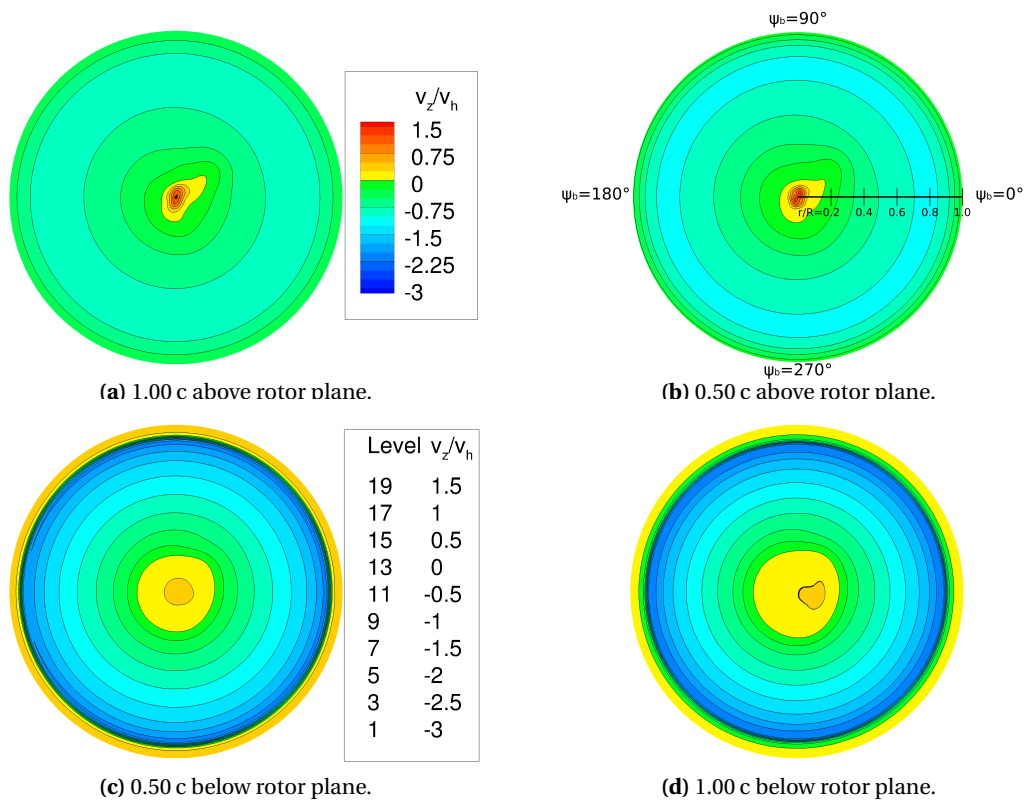 v_z/v_h
1.5
0.75
0
-0.75
-1.5
-2.25
-3
ψ_b=90°
ψ_b=180°
ψ_b=0°
r/R=0.2 0.4 0.6 0.8 1.0
ψ_b=270°
(a) 1.00 c above rotor plane.
(b) 0.50 c above rotor plane.
Level v_z/v_h
19 1.5
17 1
15 0.5
13 0
11 -0.5
9 -1
7 -1.5
5 -2
3 -2.5
1 -3
(c) 0.50 c below rotor plane.
(d) 1.00 c below rotor plane.